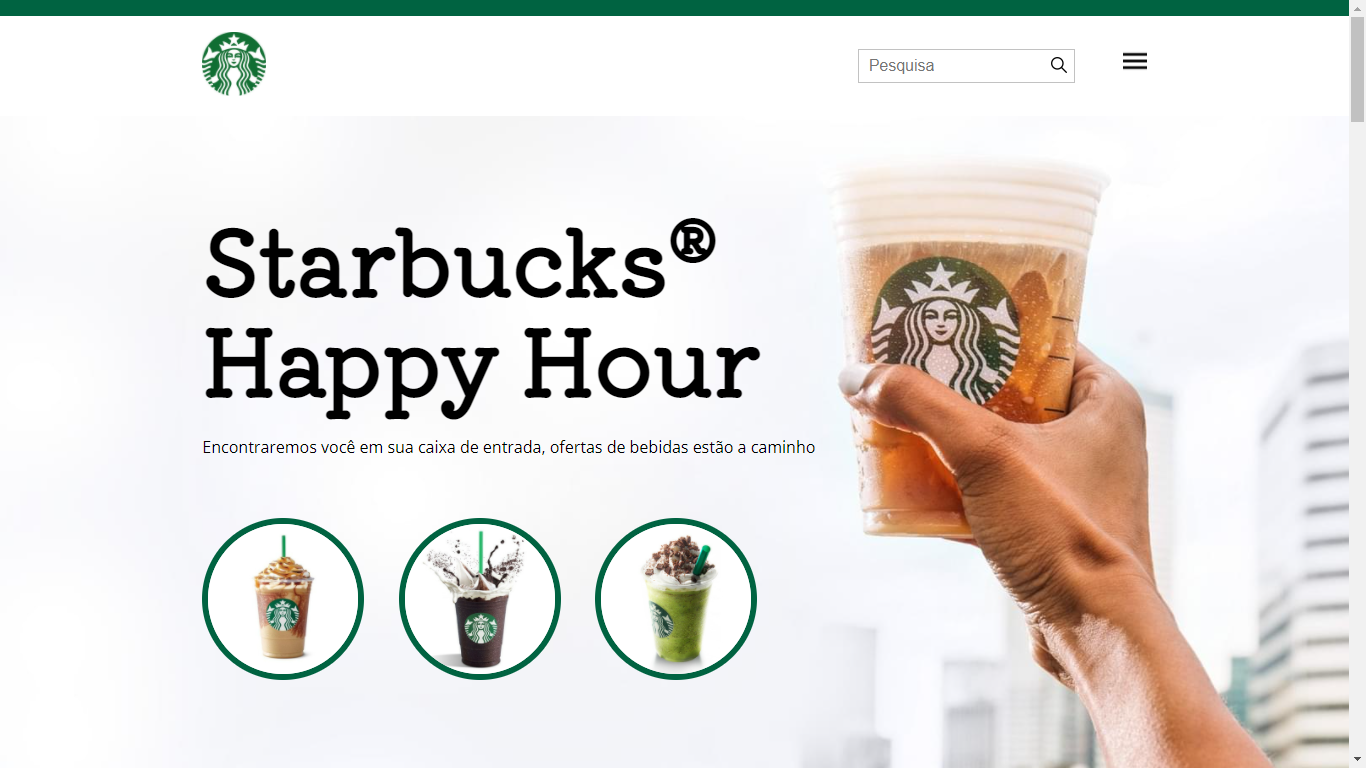 Pesquisa
Starbucks®
Happy Hour
Encontraremos você em sua caixa de entrada, ofertas de bebidas estão a caminho